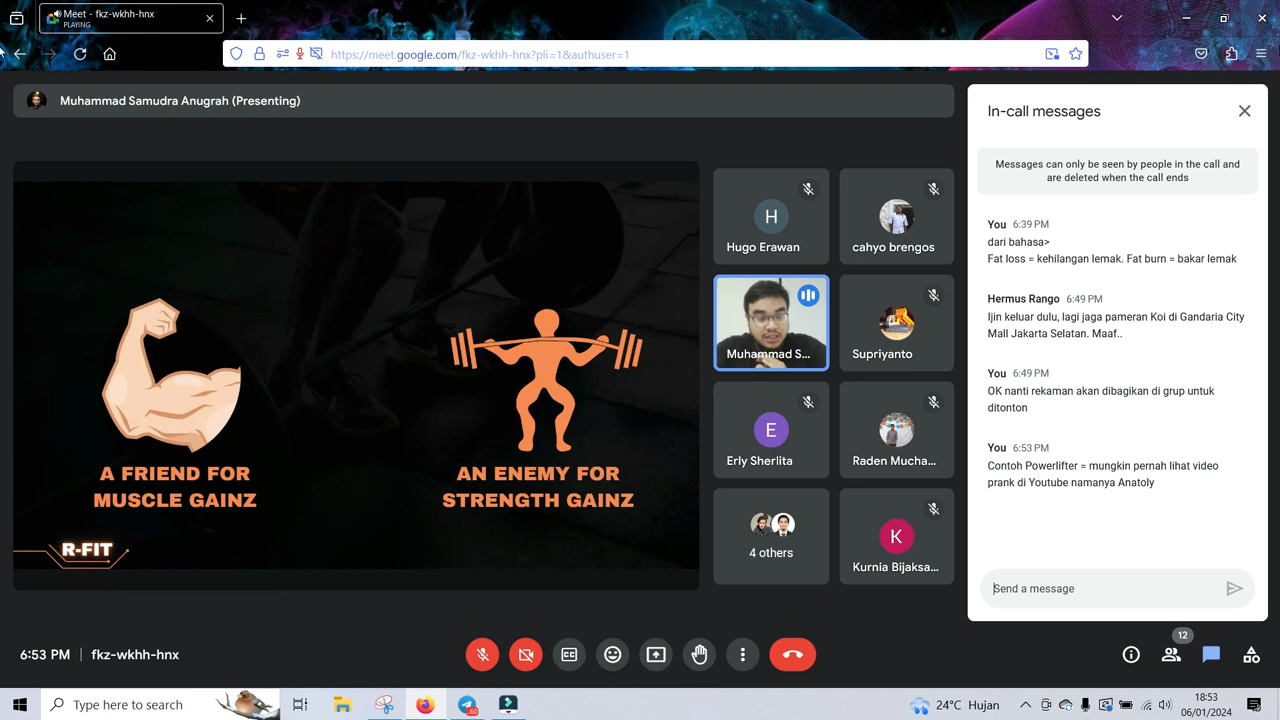 Meet - fkz-wkhh-hnx
PLAYING
https://meet.google.com/fkz-wkhh-hnx?pli=1&authuser=1
Muhammad Samudra Anugrah (Presenting)
A FRIEND FOR
MUSCLE GAINZ
AN ENEMY FOR
STRENGTH GAINZ
R-FIT
H
Hugo Erawan
cahyo brengos
Muhammad S...
Supriyanto
E
Erly Sherlita
Raden Mucha...
4 others
K
Kurnia Bijaksa...
In-call messages
Messages can only be seen by people in the call and
are deleted when the call ends
You 6:39 PM
dari bahasa>
Fat loss = kehilangan lemak. Fat burn = bakar lemak
Hermus Rango 6:49 PM
Ijin keluar dulu, lagi jaga pameran Koi di Gandaria City
Mall Jakarta Selatan. Maaf..
You 6:49 PM
OK nanti rekaman akan dibagikan di grup untuk
ditonton
You 6:53 PM
Contoh Powerlifter = mungkin pernah lihat video
prank di Youtube namanya Anatoly
Send a message
6:53 PM | fkz-wkhh-hnx
12
Type here to search
24°C Hujan
18:53
06/01/2024